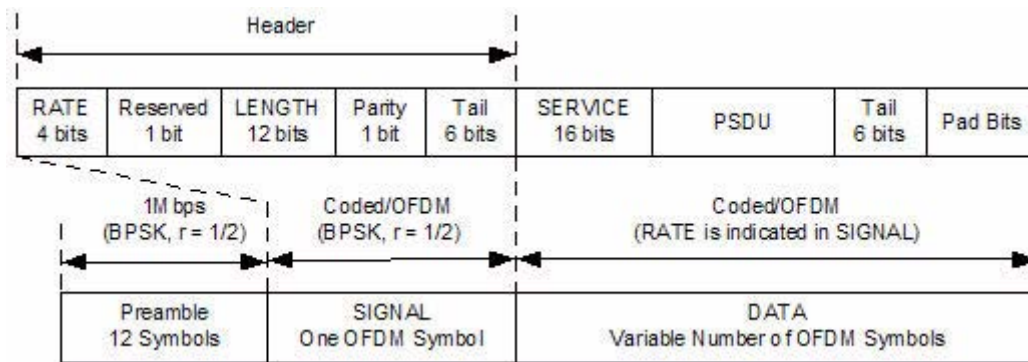 Header
RATE Reserved LENGTH Parity Tail SERVICE PSDU Tail Pad Bits
4 bits 1 bit 12 bits 1 bit 6 bits 16 bits 6 bits
1Mbps Coded/OFDM Coded/OFDM
(BPSK, r = 1/2) (BPSK, r = 1/2) (RATE is indicated in SIGNAL)
Preamble SIGNAL DATA
12 Symbols One OFDM Symbol Variable Number of OFDM Symbols